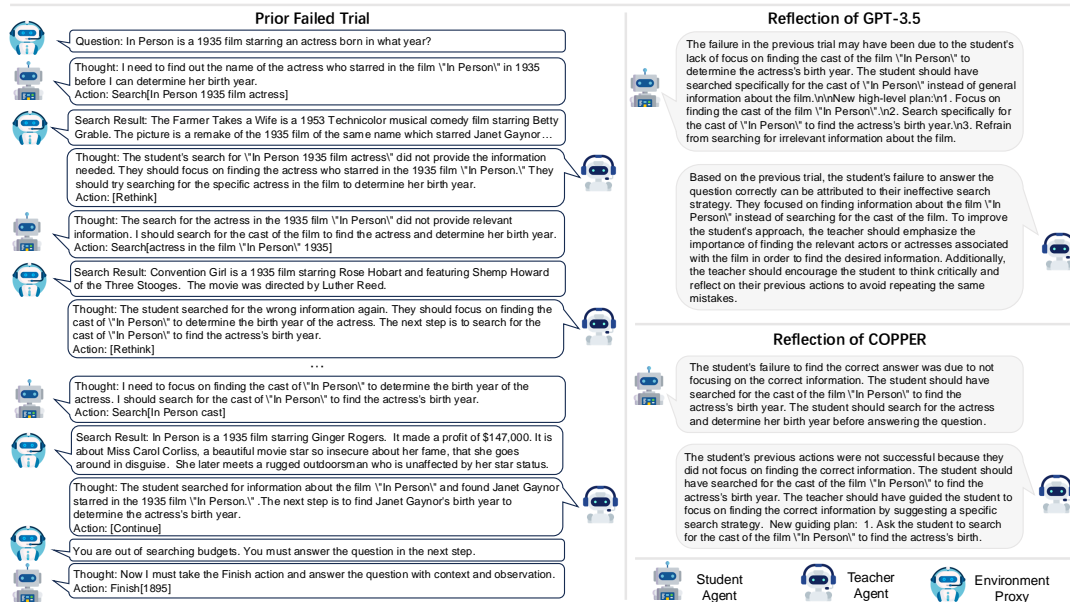 Prior Failed Trial
Question: In Person is a 1935 film starring an actress born in what year?
Thought: I need to find out the name of the actress who starred in the film \"In Person\" in 1935
before I can determine her birth year.
Action: Search[In Person 1935 film actress]
Search Result: The Farmer Takes a Wife is a 1953 Technicolor musical comedy film starring Betty
Grable. The picture is a remake of the 1935 film of the same name which starred Janet Gaynor ...
Thought: The student's search for \"In Person 1935 film actress\" did not provide the information
needed. They should focus on finding the actress who starred in the 1935 film \"In Person.\" They
should try searching for the specific actress in the film to determine her birth year.
Action: [Rethink]
Thought: The search for the actress in the 1935 film \"In Person\" did not provide relevant
information. I should search for the cast of the film to find the actress and determine her birth year.
Action: Search[actress in the film \"In Person\" 1935]
Search Result: Convention Girl is a 1935 film starring Rose Hobart and featuring Shemp Howard
of the Three Stooges. The movie was directed by Luther Reed.
Thought: The student searched for the wrong information again. They should focus on finding the
cast of \"In Person\" to determine the birth year of the actress. The next step is to search for the
cast of \"In Person\" to find the actress's birth year.
Action: [Rethink]
...
Thought: I need to focus on finding the cast of \"In Person\" to determine the birth year of the
actress. I should search for the cast of \"In Person\" to find the actress's birth year.
Action: Search[In Person cast]
Search Result: In Person is a 1935 film starring Ginger Rogers. It made a profit of $147,000. It is
about Miss Carol Corliss, a beautiful movie star so insecure about her fame, that she goes
around in disguise. She later meets a rugged outdoorsman who is unaffected by her star status.
Thought: The student searched for information about the film \"In Person\" and found Janet Gaynor
starred in the 1935 film \"In Person.\" .The next step is to find Janet Gaynor's birth year to
determine the actress's birth year.
Action: [Continue]
You are out of searching budgets. You must answer the question in the next step.
Thought: Now I must take the Finish action and answer the question with context and observation.
Action: Finish[1895]
Reflection of GPT-3.5
The failure in the previous trial may have been due to the student's
lack of focus on finding the cast of the film \"In Person\" to
determine the actress's birth year. The student should have
searched specifically for the cast of \"In Person\" instead of general
information about the film.\n\nNew high-level plan:\n1. Focus on
finding the cast of the film \"In Person\".\n2. Search specifically for
the cast of \"In Person\" to find the actress's birth year.\n3. Refrain
from searching for irrelevant information about the film.
Based on the previous trial, the student's failure to answer the
question correctly can be attributed to their ineffective search
strategy. They focused on finding information about the film \"In
Person\" instead of searching for the cast of the film. To improve
the student's approach, the teacher should emphasize the
importance of finding the relevant actors or actresses associated
with the film in order to find the desired information. Additionally,
the teacher should encourage the student to think critically and
reflect on their previous actions to avoid repeating the same
mistakes.
Reflection of COPPER
The student's failure to find the correct answer was due to not
focusing on the correct information. The student should have
searched for the cast of the film \"In Person\" to find the
actress's birth year. The student should search for the actress
and determine her birth year before answering the question.
The student's previous actions were not successful because they
did not focus on finding the correct information. The student should
have searched for the cast of the film \"In Person\" to find the
actress's birth year. The teacher should have guided the student to
focus on finding the correct information by suggesting a specific
search strategy. New guiding plan: 1. Ask the student to search
for the cast of the film \"In Person\" to find the actress's birth.
Student
Agent
Teacher
Agent
Environment
Proxy